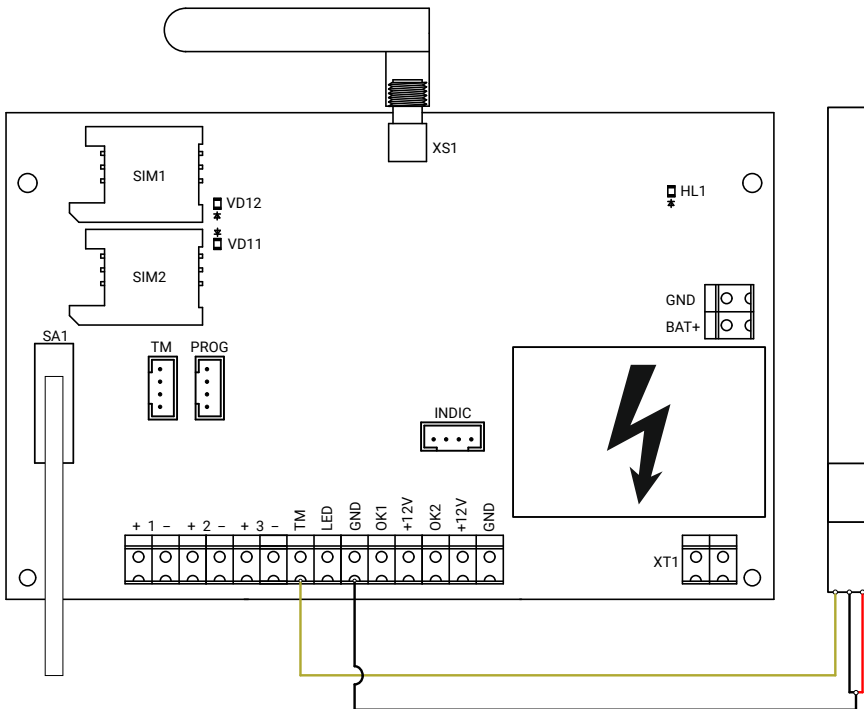 XS1
SIM1
VD12
HL1
VD11
SIM2
GND
BAT+
SA1
TM
PROG
INDIC
+ 1 − + 2 − + 3 − TM LED GND OK1 +12V OK2 +12V GND
XT1